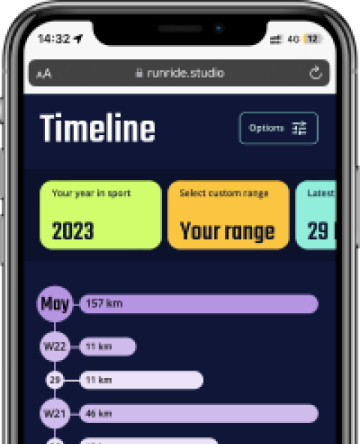 14:32
4G 12
AA runride.studio
Timeline
Options
Your year in sport
2023
Select custom range
Your range
Latest
29
May 157 km
W22 11 km
29 11 km
W21 46 km